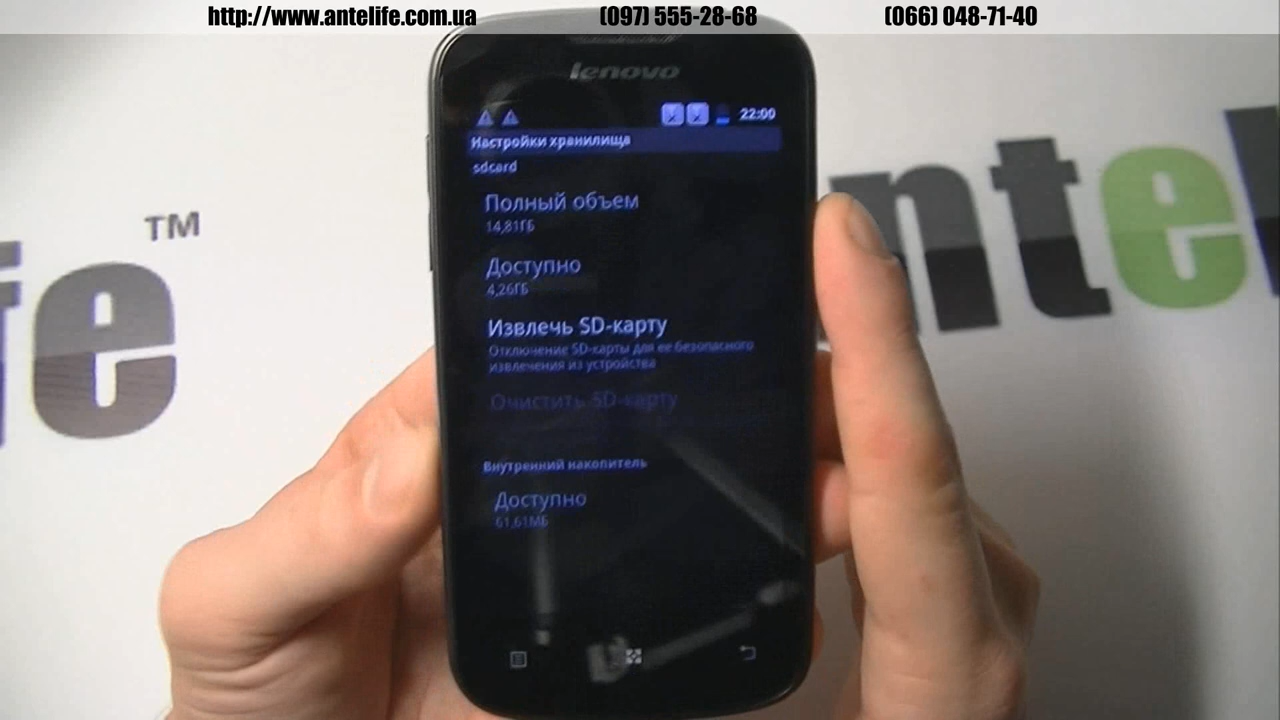 http://www.antelife.com.ua (097) 555-28-68 (066) 048-71-40
lenovo
22:00
Настройки хранилища
sdcard
Полный объем
14,81ГБ
Доступно
4,26ГБ
Извлечь SD-карту
Отключение SD-карты для ее безопасного
извлечения из устройства
Очистить SD-карту
Внутренний накопитель
Доступно
61,61МБ
fe
TM
antel